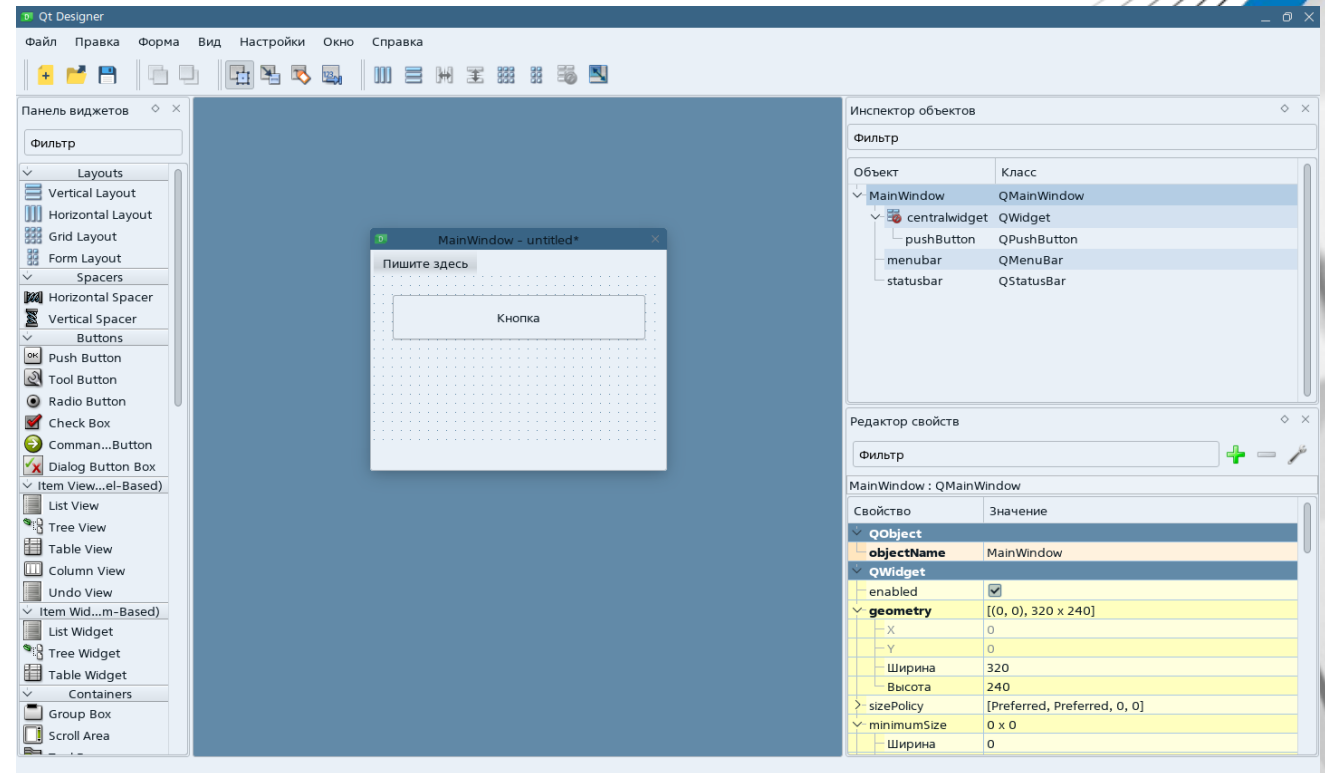 Qt Designer
Файл Правка Форма Вид Настройки Окно Справка
Панель виджетов
Фильтр
Layouts
Vertical Layout
Horizontal Layout
Grid Layout
Form Layout
Spacers
Horizontal Spacer
Vertical Spacer
Buttons
OK
Push Button
Tool Button
Radio Button
Check Box
Comman...Button
Dialog Button Box
Item View...el-Based)
List View
Tree View
Table View
Column View
Undo View
Item Wid...m-Based)
List Widget
Tree Widget
Table Widget
Containers
Group Box
Scroll Area
MainWindow - untitled*
Пишите здесь
Кнопка
Инспектор объектов
Фильтр
Объект Класс
MainWindow QMainWindow
centralwidget QWidget
pushButton QPushButton
menubar QMenuBar
statusbar QStatusBar
Редактор свойств
Фильтр
MainWindow : QMainWindow
Свойство Значение
QObject
objectName MainWindow
QWidget
enabled
geometry [(0, 0), 320 x 240]
X 0
Y 0
Ширина 320
Высота 240
sizePolicy [Preferred, Preferred, 0, 0]
minimumSize 0 x 0
Ширина 0